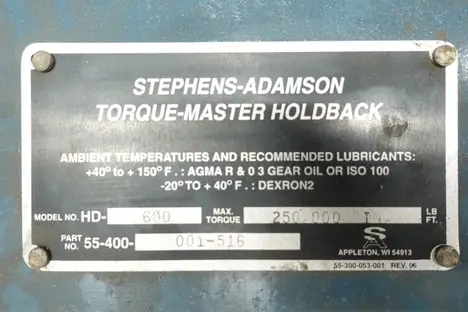 STEPHENS-ADAMSON
TORQUE-MASTER HOLDBACK
AMBIENT TEMPERATURES AND RECOMMENDED LUBRICANTS:
+40° to + 150° F. : AGMA R & 0 3 GEAR OIL OR ISO 100
-20° TO + 40° F. : DEXRON2
MODEL NO. HD- 600 MAX. TORQUE 250.000 LB FT.
PART NO. 55-400- 001-516
SA
APPLETON, WI 54913
55-300-053-001 REV. 06